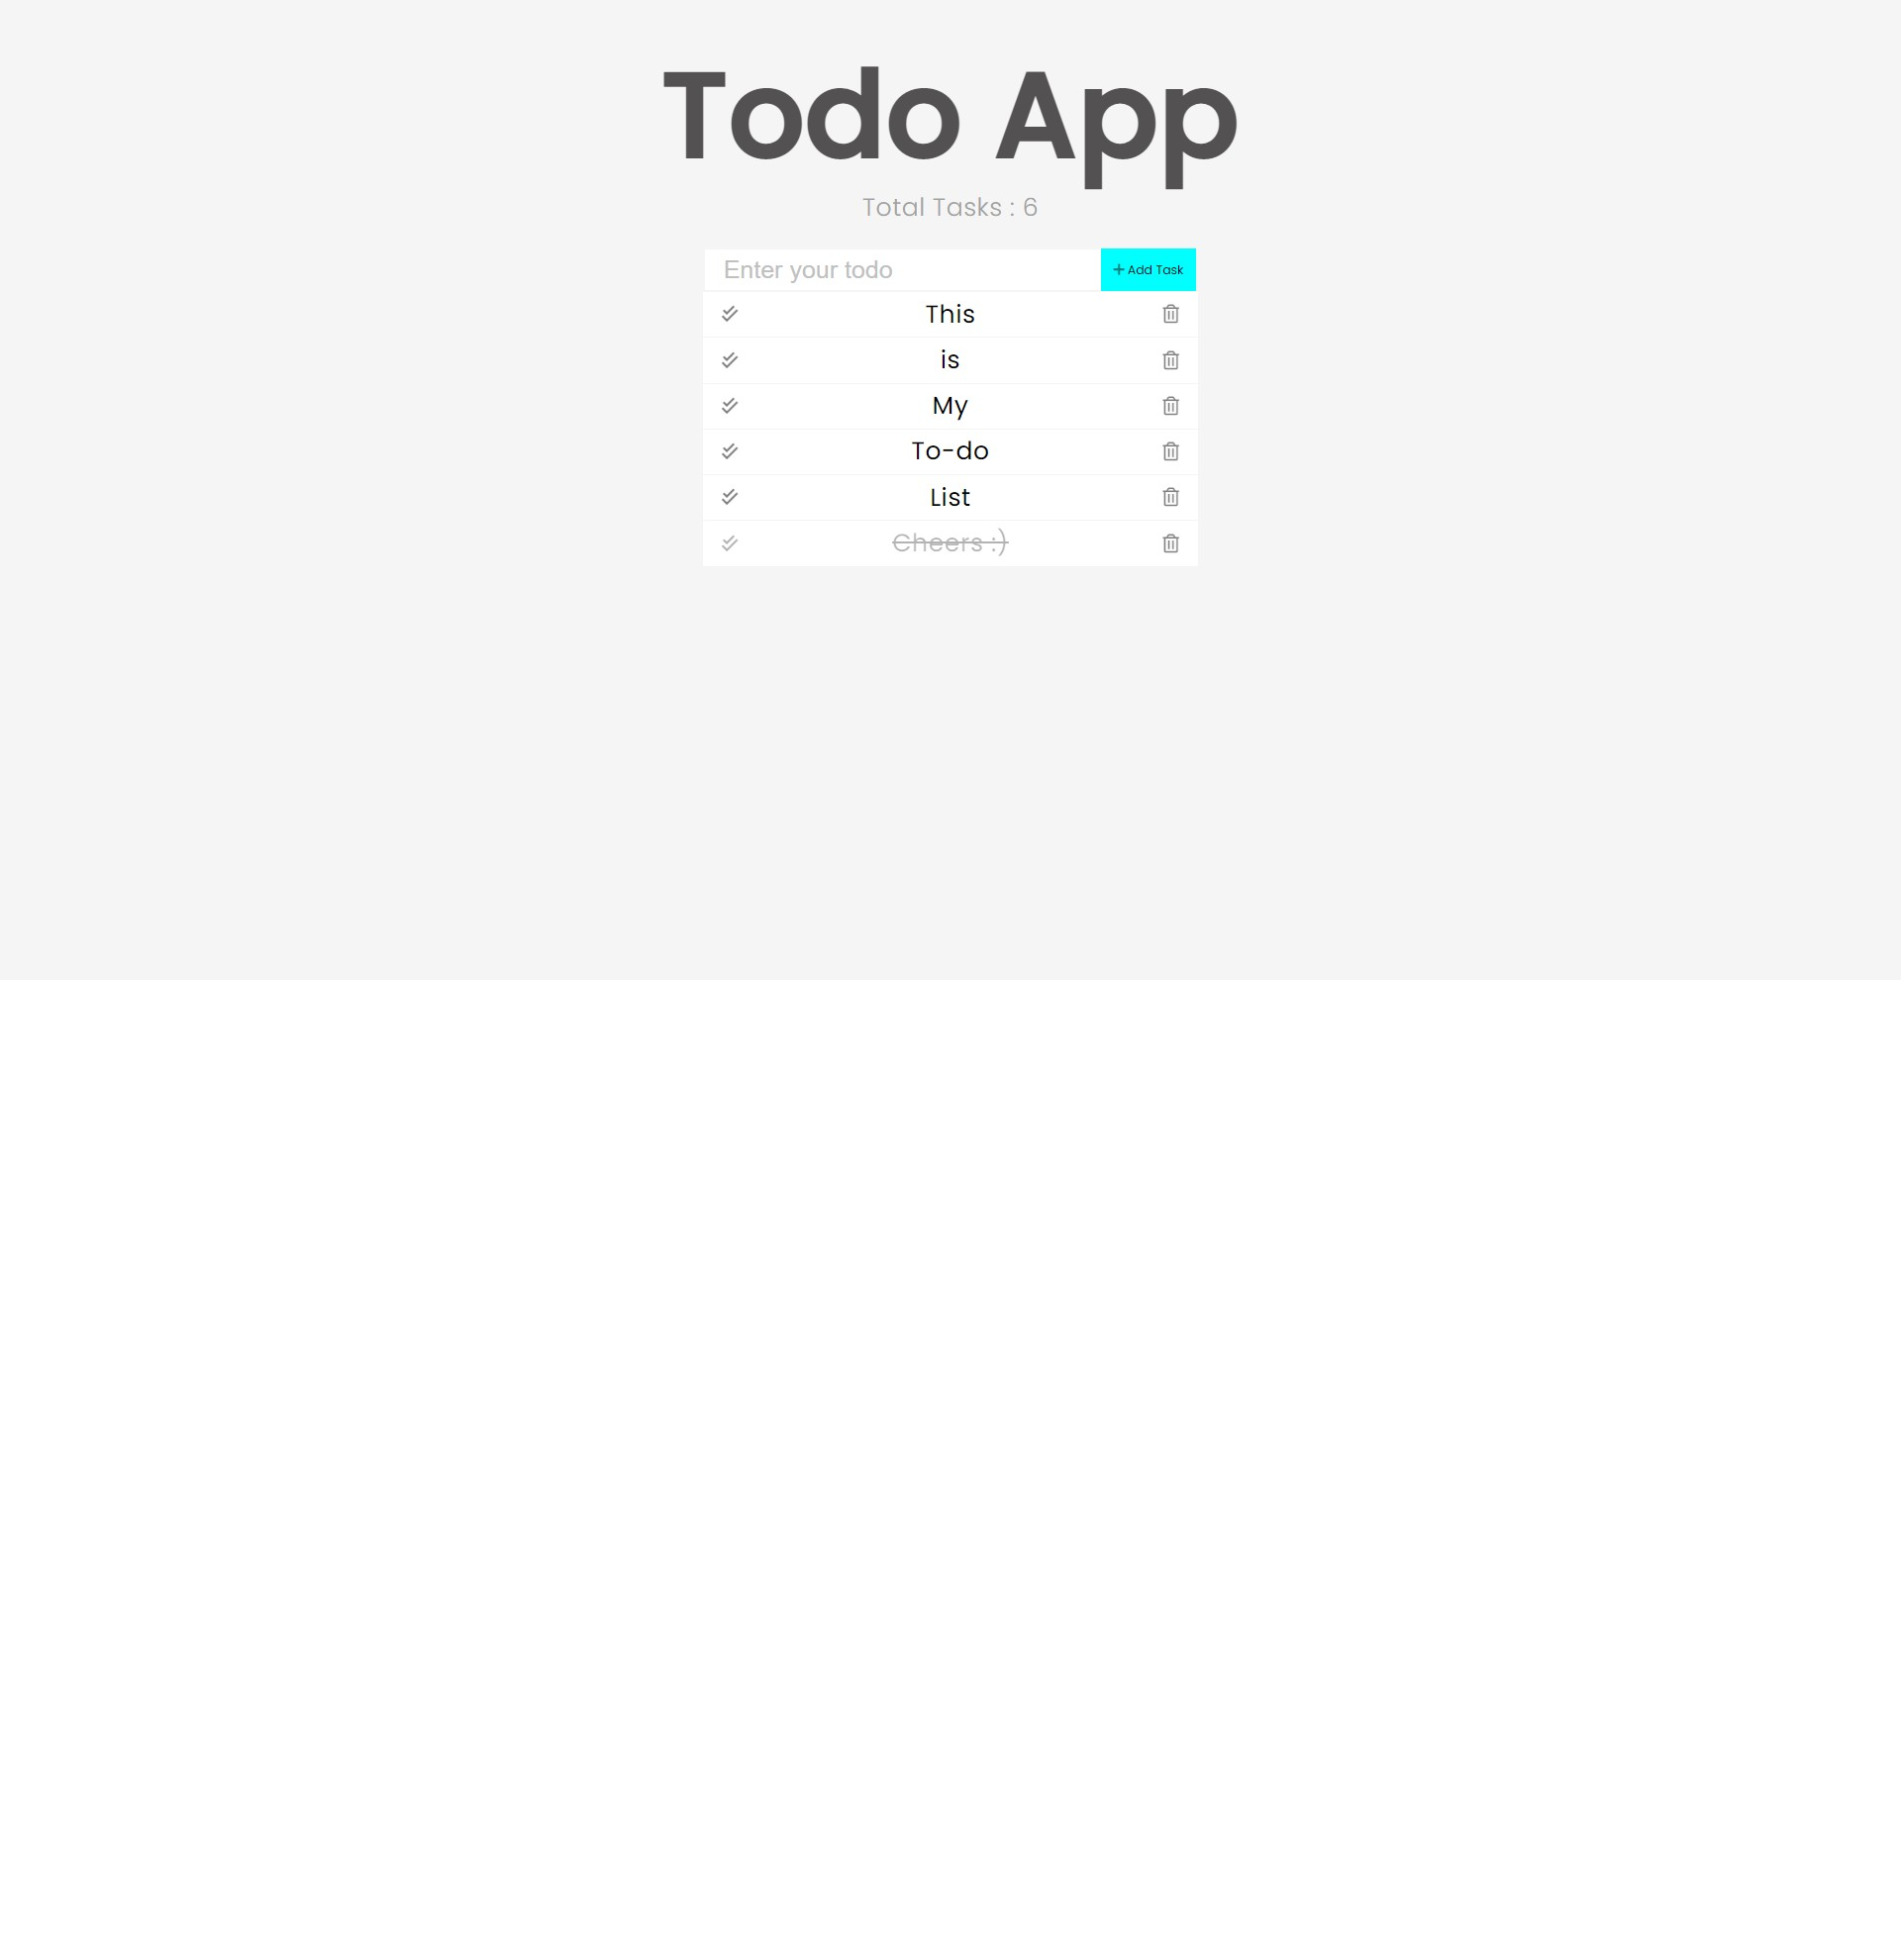 Todo App
Total Tasks : 6
Enter your todo
+ Add Task
This
is
My
To-do
List
Cheers :)